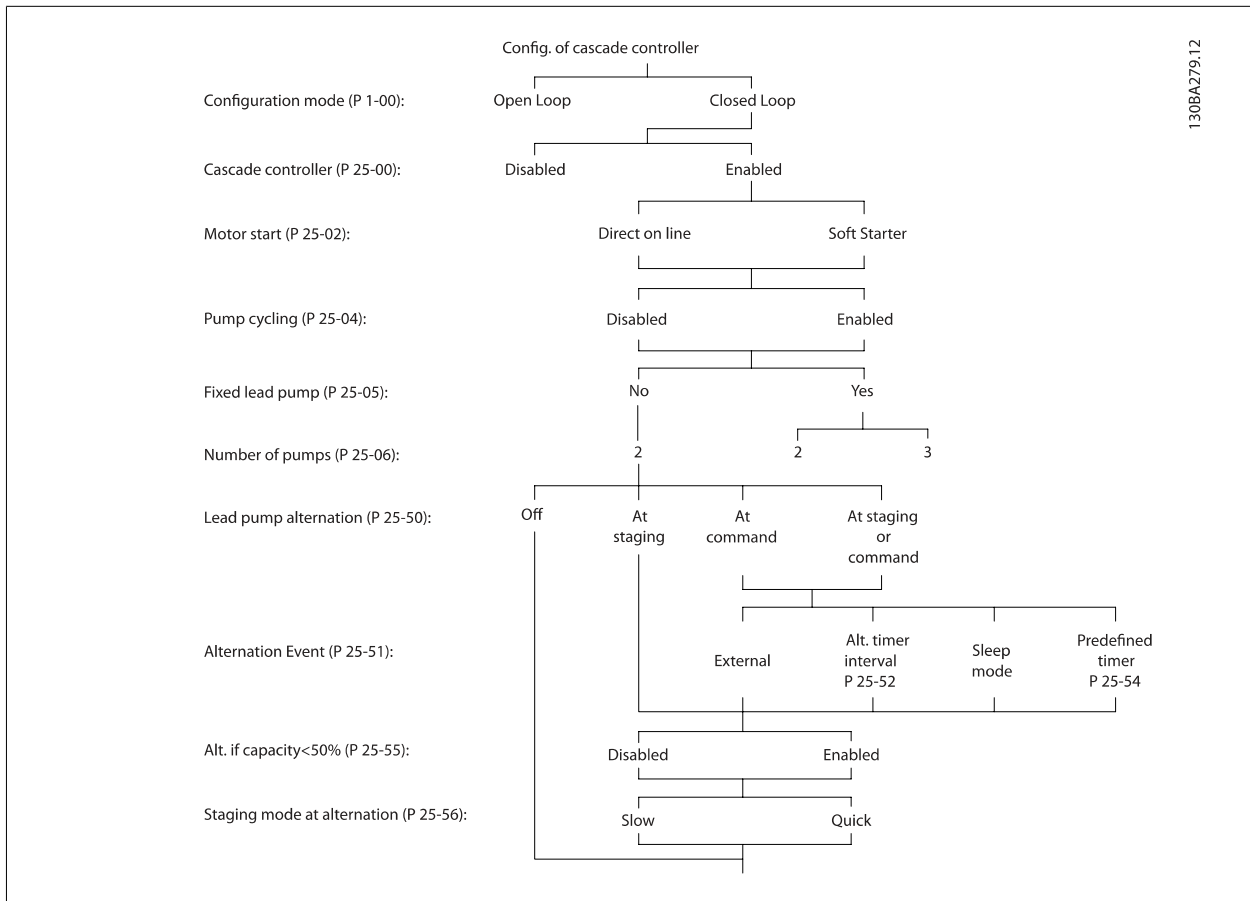 Config. of cascade controller
130BA279.12
Configuration mode (P 1-00):
Open Loop
Closed Loop
Cascade controller (P 25-00):
Disabled
Enabled
Motor start (P 25-02):
Direct on line
Soft Starter
Pump cycling (P 25-04):
Disabled
Enabled
Fixed lead pump (P 25-05):
No
Yes
Number of pumps (P 25-06):
2
2
3
Lead pump alternation (P 25-50):
Off
At
staging
At
command
At staging
or
command
Alternation Event (P 25-51):
External
Alt. timer
interval
P 25-52
Sleep
mode
Predefined
timer
P 25-54
Alt. if capacity<50% (P 25-55):
Disabled
Enabled
Staging mode at alternation (P 25-56):
Slow
Quick